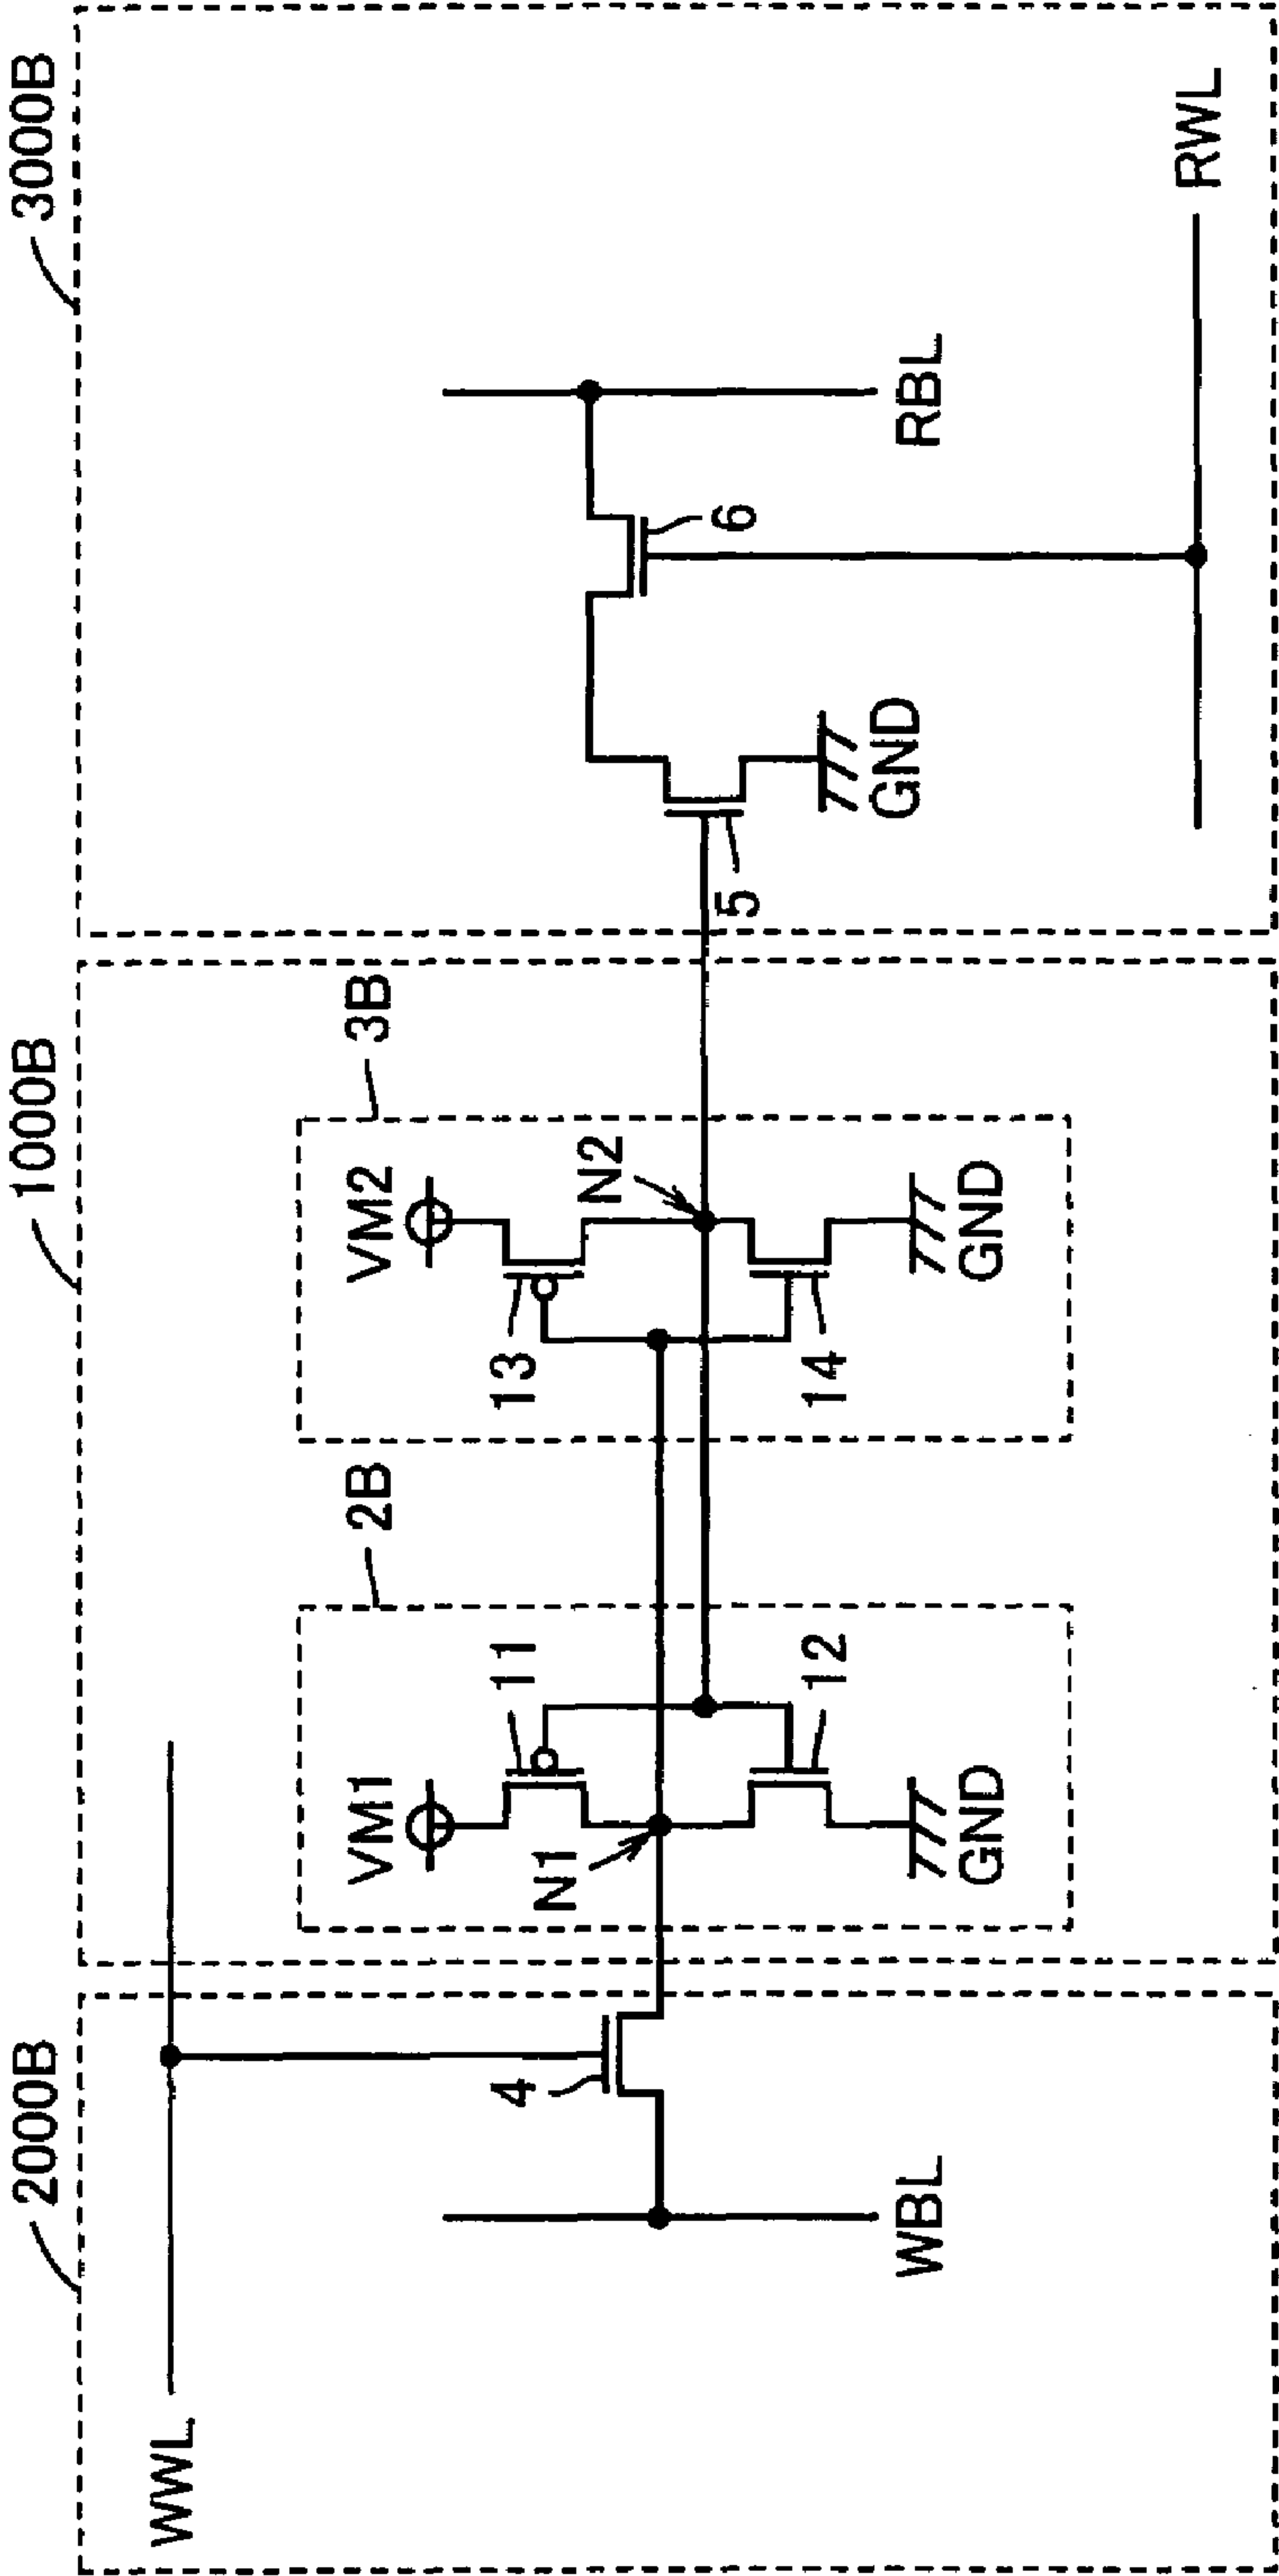 2000B
1000B
3000B
WWL
VM1
2B
VM2
3B
11
13
N1
N2
4
12
14
5
6
WBL
GND
GND
GND
RBL
RWL